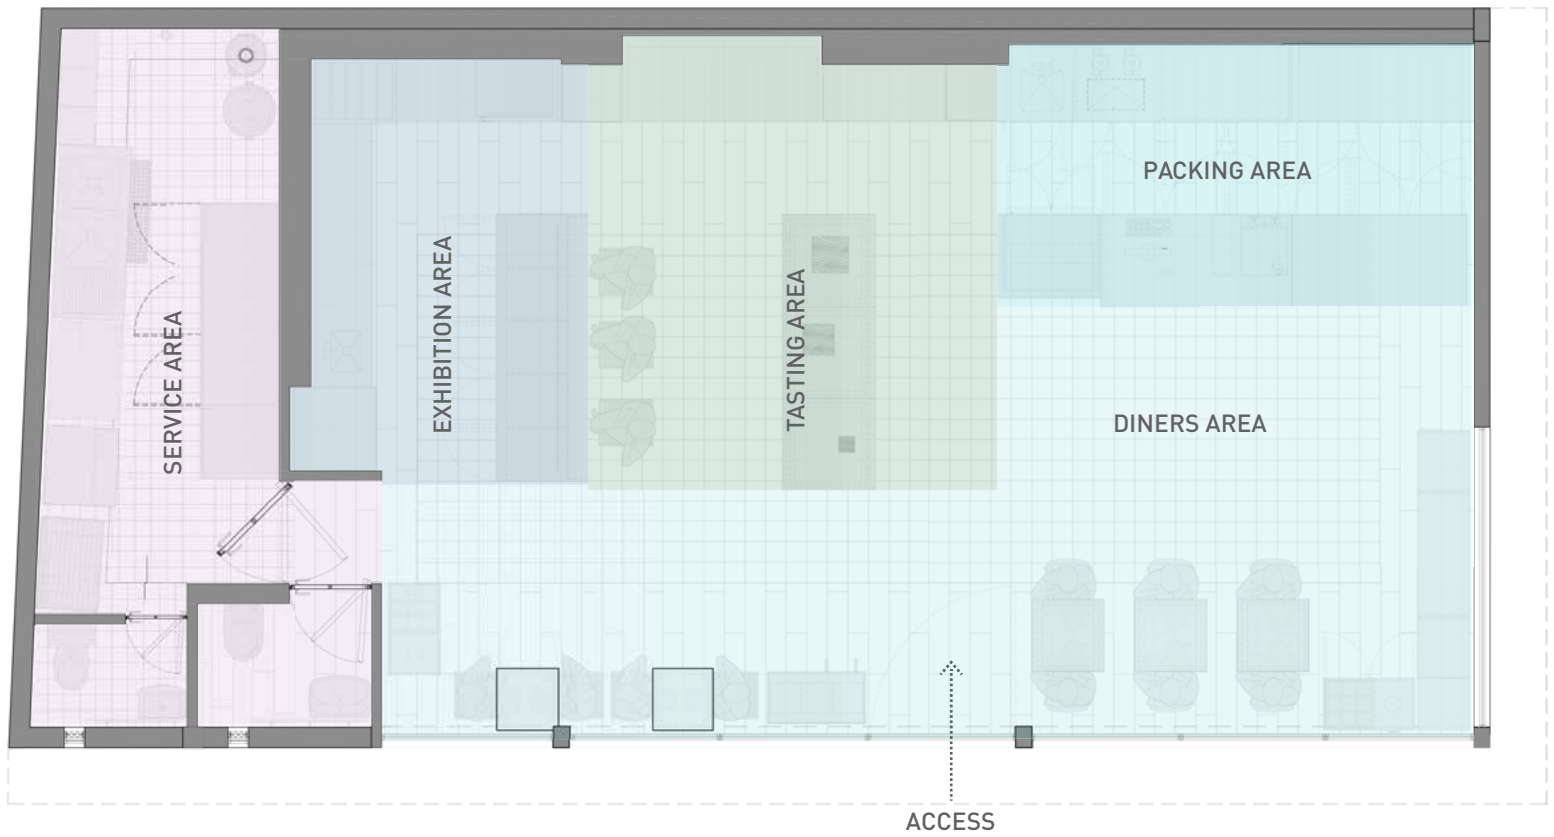 PACKING AREA
EXHIBITION AREA
TASTING AREA
SERVICE AREA
DINERS AREA
ACCESS